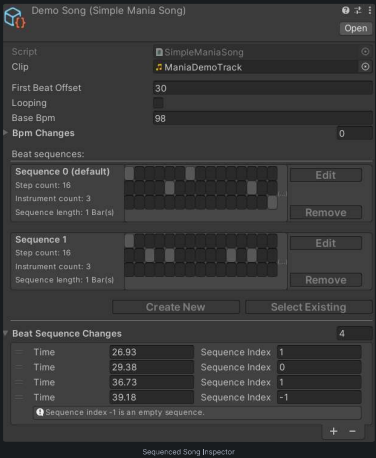 Demo Song (Simple Mania Song)
Open
Script SimpleManiaSong
Clip ManiaDemoTrack
First Beat Offset 30
Looping
Base Bpm 98
Bpm Changes 0
Beat sequences:
Sequence 0 (default)
Step count: 16
Instrument count: 3
Sequence length: 1 Bar(s)
Edit
Remove
Sequence 1
Step count: 16
Instrument count: 3
Sequence length: 1 Bar(s)
Edit
Remove
Create New Select Existing
Beat Sequence Changes 4
Time 26.93 Sequence Index 1
Time 29.38 Sequence Index 0
Time 36.73 Sequence Index 1
Time 39.18 Sequence Index -1
Sequence index -1 is an empty sequence.
+ -
Sequenced Song Inspector